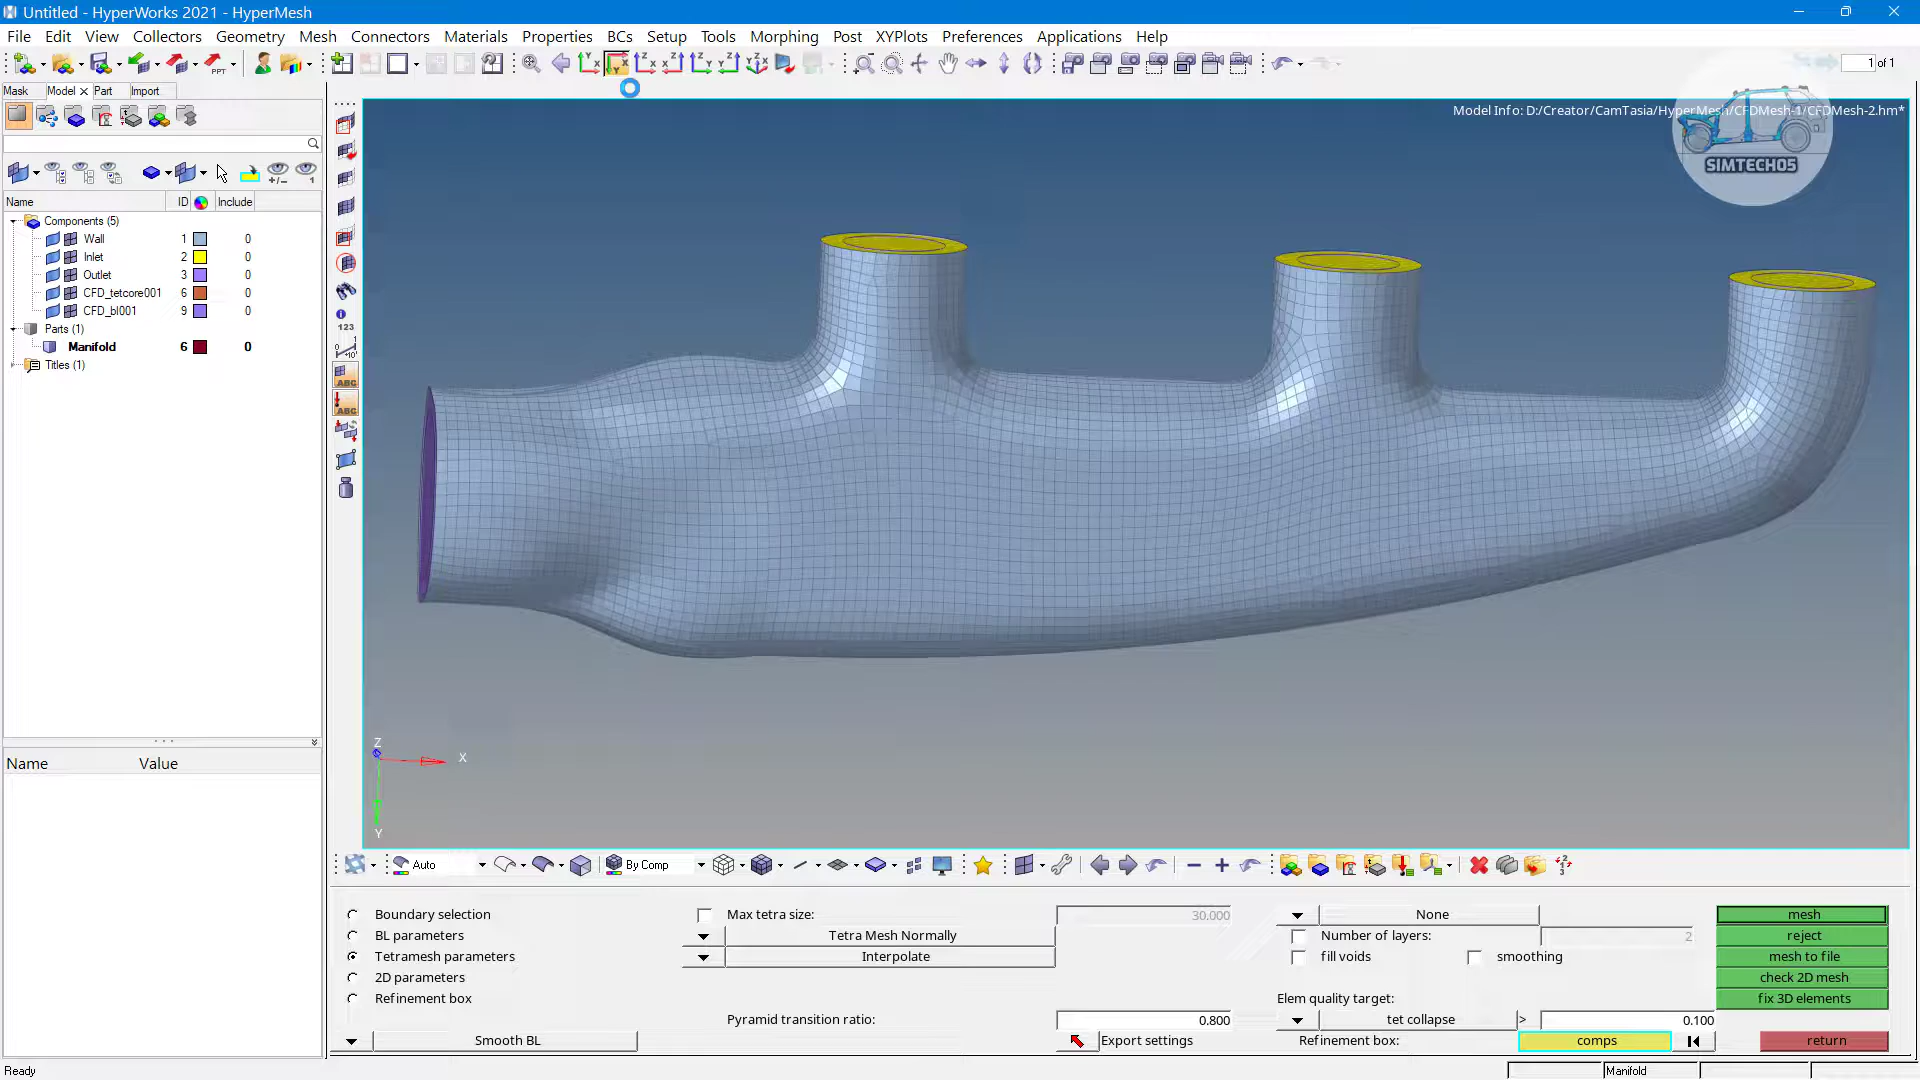 Untitled - HyperWorks 2021 - HyperMesh
File Edit View Collectors Geometry Mesh Connectors Materials Properties BCs Setup Tools Morphing Post XYPlots Preferences Applications Help
1 of 1
Mask Model Part Import
Model Info: D:/Creator/CamTasia/HyperMesh/CFDMesh-1/CFDMesh-2.hm*
SIMTECH05
Name ID Include
Components (5)
Wall 1 0
Inlet 2 0
Outlet 3 0
CFD_tetcore001 6 0
CFD_bl001 9 0
Parts (1)
Manifold 6 0
Titles (1)
123
ABC
ABC
Z
X
Y
Name Value
Auto By Comp
Boundary selection Max tetra size: 30.000 None mesh
BL parameters Tetra Mesh Normally Number of layers: 2 reject
Tetramesh parameters Interpolate fill voids smoothing mesh to file
2D parameters check 2D mesh
Refinement box Elem quality target: fix 3D elements
Pyramid transition ratio: 0.800 tet collapse > 0.100
Smooth BL Export settings Refinement box: comps return
Ready Manifold